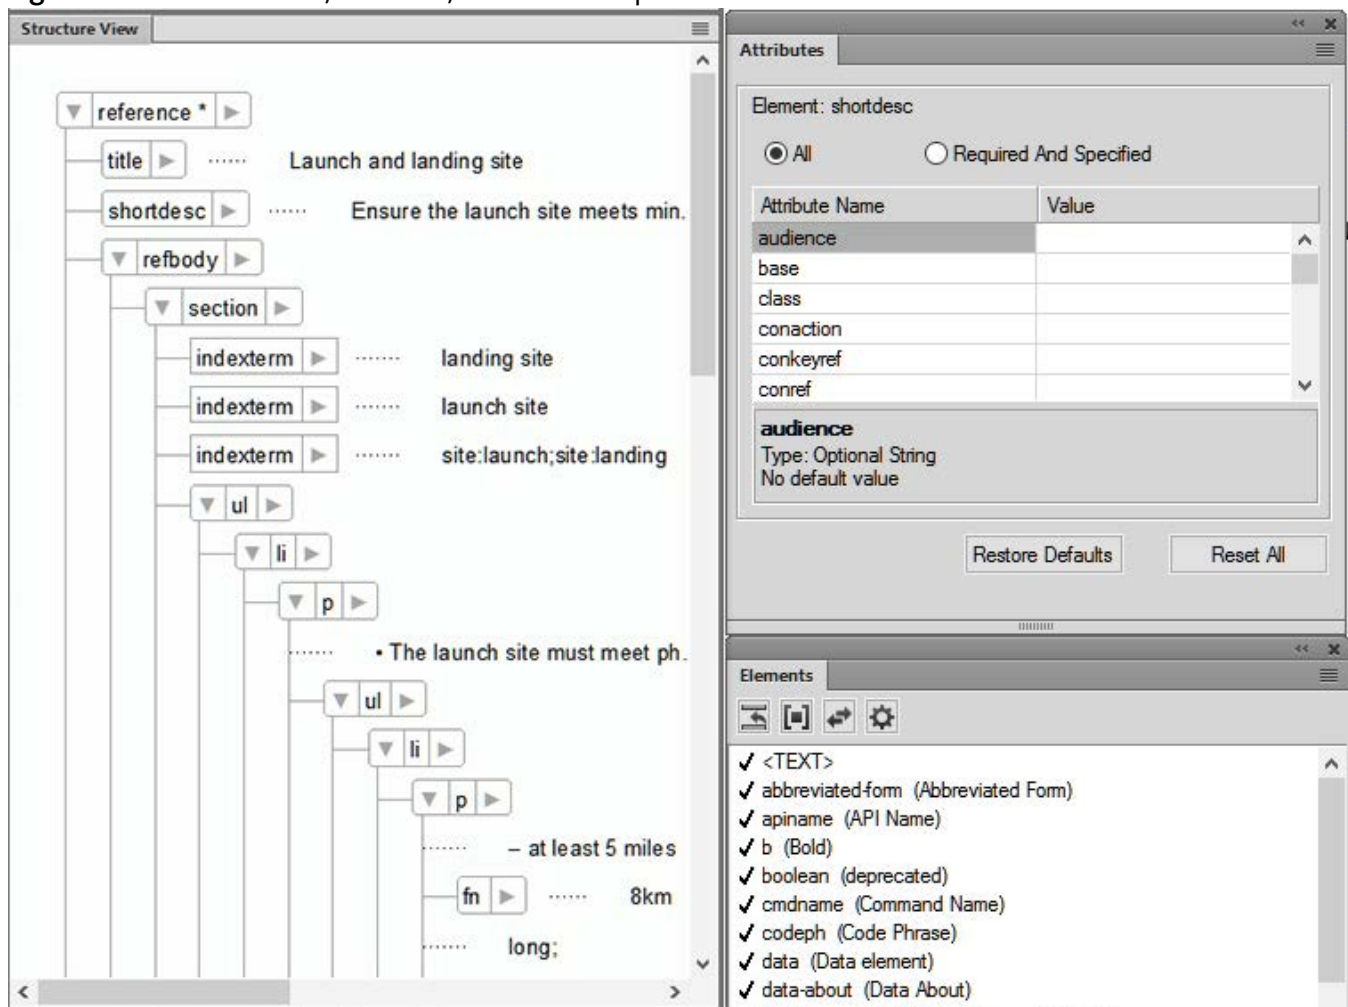 Structure View
reference *
title Launch and landing site
shortdesc Ensure the launch site meets min.
refbody
section
indexterm landing site
indexterm launch site
indexterm site:launch;site:landing
ul
li
p
• The launch site must meet ph.
ul
li
p
– at least 5 miles
fn 8km
long;
Attributes
Element: shortdesc
All Required And Specified
Attribute Name Value
audience
base
class
conaction
conkeyref
conref
audience
Type: Optional String
No default value
Restore Defaults Reset All
Elements
<TEXT>
abbreviated-form (Abbreviated Form)
apiname (API Name)
b (Bold)
boolean (deprecated)
cmdname (Command Name)
codeph (Code Phrase)
data (Data element)
data-about (Data About)